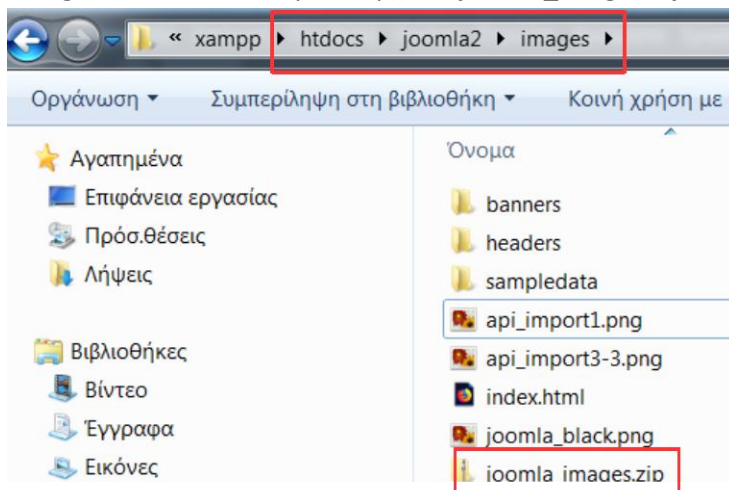 « xampp ▸ htdocs ▸ joomla2 ▸ images ▸
Οργάνωση ▾ Συμπερίληψη στη βιβλιοθήκη ▾ Κοινή χρήση με
Αγαπημένα
Επιφάνεια εργασίας
Πρόσ.θέσεις
Λήψεις
Βιβλιοθήκες
Βίντεο
Έγγραφα
Εικόνες
Όνομα
banners
headers
sampledata
api_import1.png
api_import3-3.png
index.html
joomla_black.png
joomla_images.zip